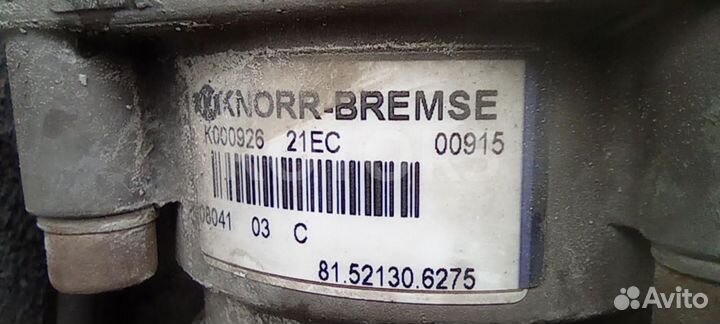 KNORR-BREMSE
K000926 21EC 00915
08041 03 C
81.52130.6275
Avito